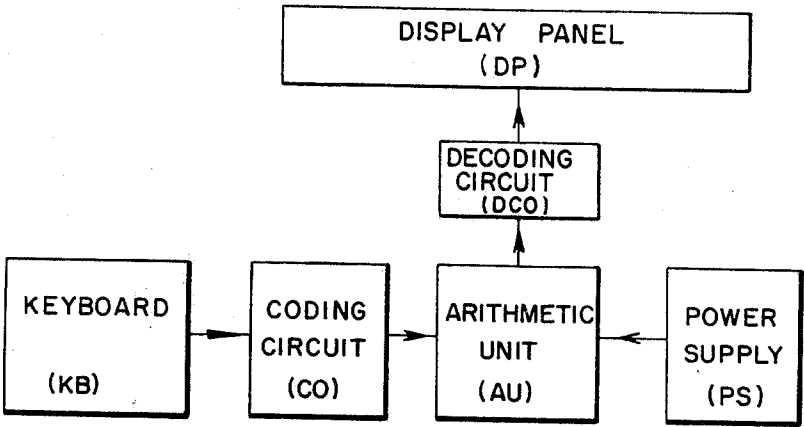 DISPLAY PANEL
(DP)
DECODING
CIRCUIT
(DCO)
KEYBOARD
(KB)
CODING
CIRCUIT
(CO)
ARITHMETIC
UNIT
(AU)
POWER
SUPPLY
(PS)